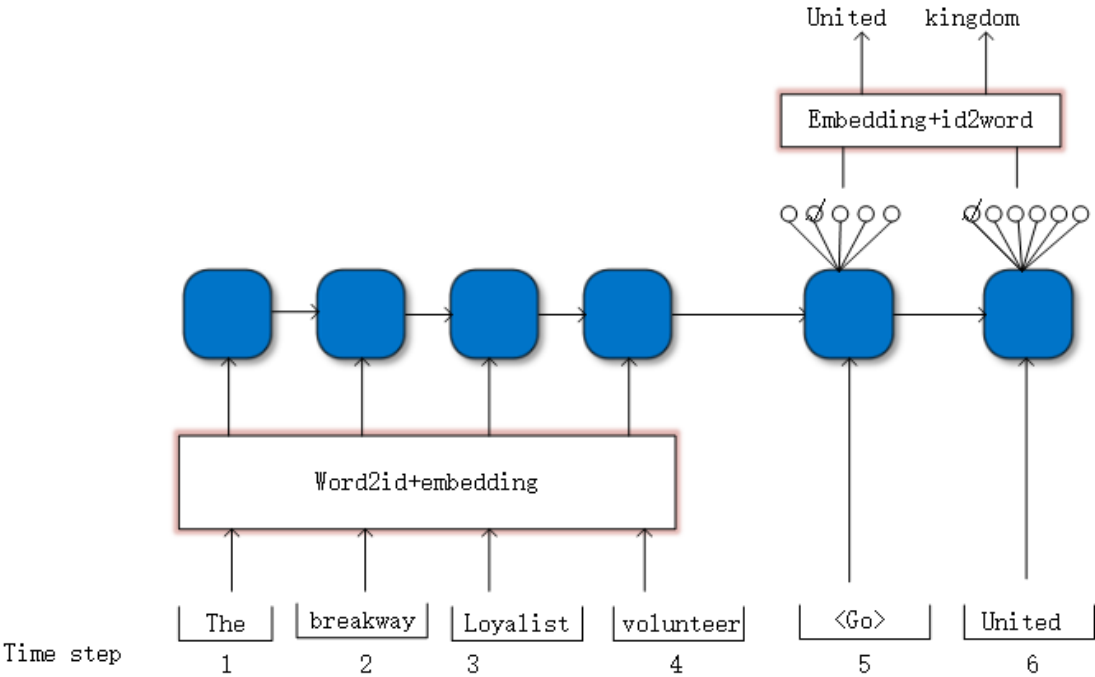 United kingdom
Embedding+id2word
Word2id+embedding
The breakway Loyalist volunteer <Go> United
Time step 1 2 3 4 5 6